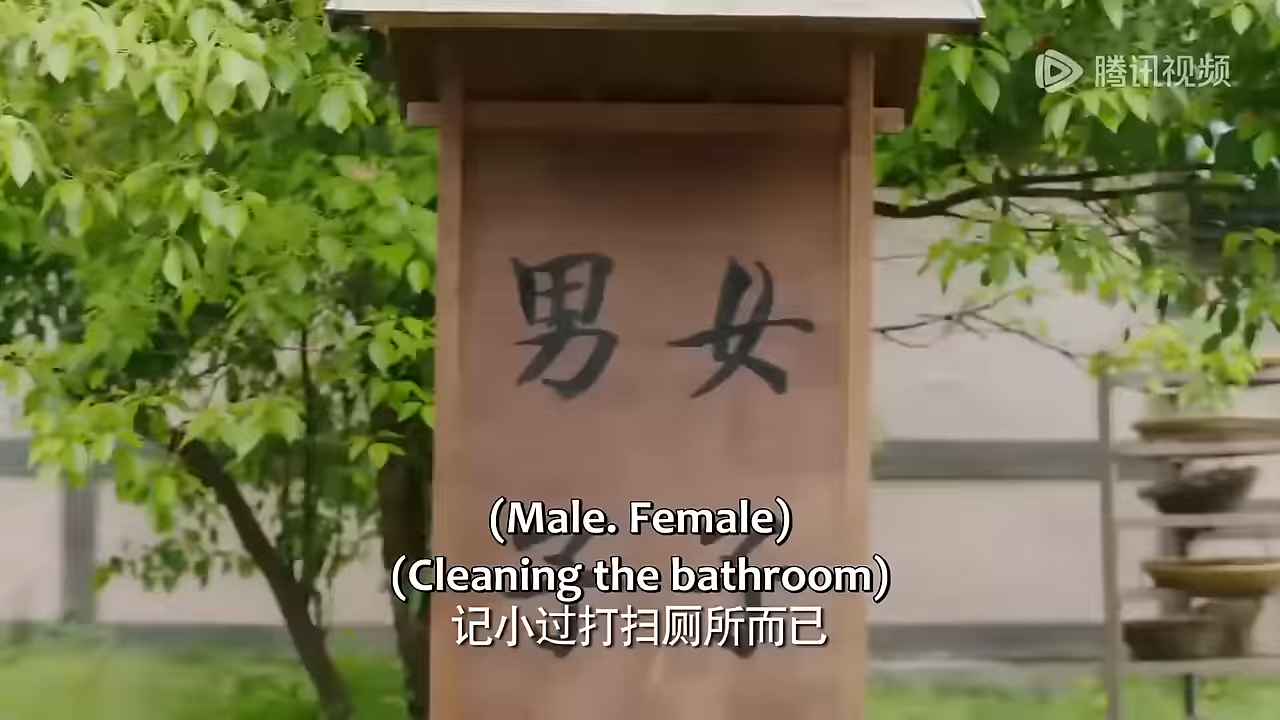 腾讯视频
男 女
(Male. Female)
(Cleaning the bathroom)
记小过打扫厕所而已